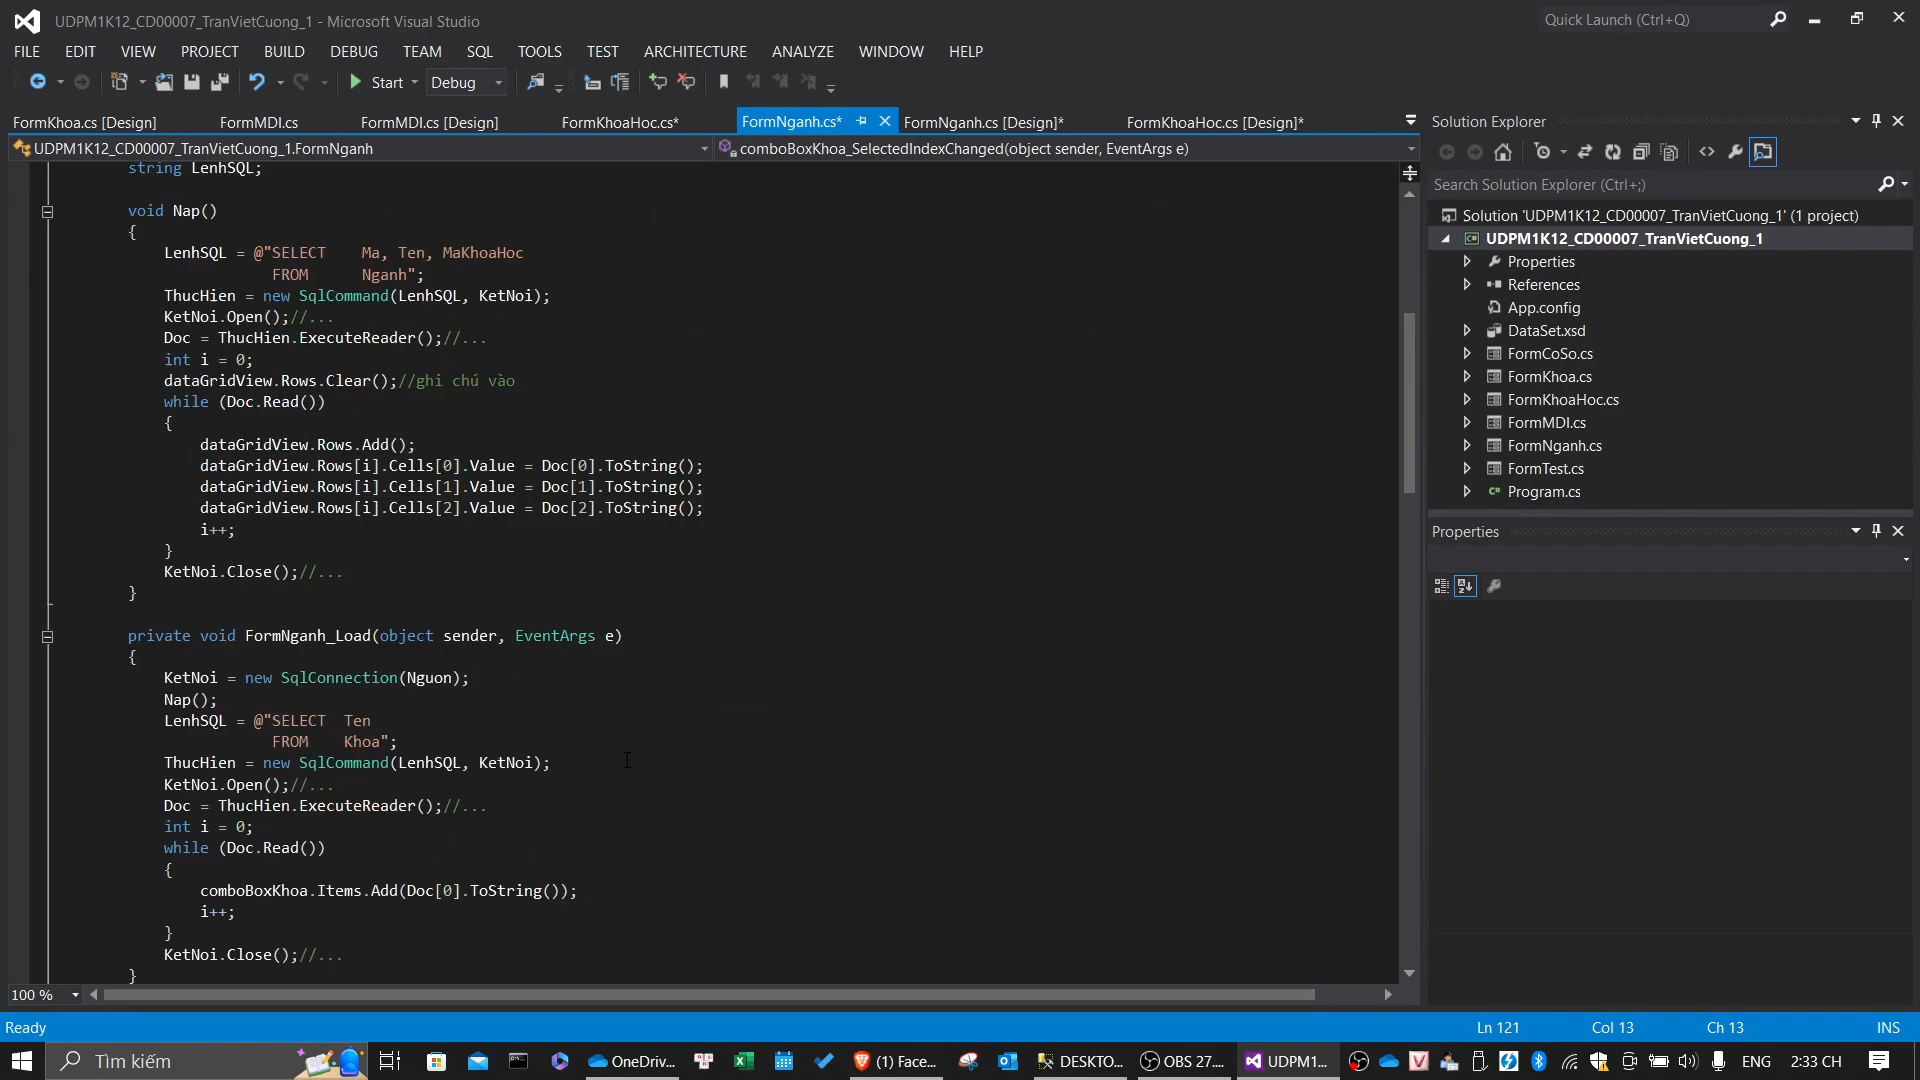 UDPM1K12_CD00007_TranVietCuong_1 - Microsoft Visual Studio
Quick Launch (Ctrl+Q)
FILE EDIT VIEW PROJECT BUILD DEBUG TEAM SQL TOOLS TEST ARCHITECTURE ANALYZE WINDOW HELP
Start Debug
FormKhoa.cs [Design] FormMDI.cs FormMDI.cs [Design] FormKhoaHoc.cs* FormNganh.cs* FormNganh.cs [Design]* FormKhoaHoc.cs [Design]*
UDPM1K12_CD00007_TranVietCuong_1.FormNganh comboBoxKhoa_SelectedIndexChanged(object sender, EventArgs e)
string LenhSQL;
void Nap()
{
LenhSQL = @"SELECT Ma, Ten, MaKhoaHoc
FROM Nganh";
ThucHien = new SqlCommand(LenhSQL, KetNoi);
KetNoi.Open();//...
Doc = ThucHien.ExecuteReader();//...
int i = 0;
dataGridView.Rows.Clear();//ghi chú vào
while (Doc.Read())
{
dataGridView.Rows.Add();
dataGridView.Rows[i].Cells[0].Value = Doc[0].ToString();
dataGridView.Rows[i].Cells[1].Value = Doc[1].ToString();
dataGridView.Rows[i].Cells[2].Value = Doc[2].ToString();
i++;
}
KetNoi.Close();//...
}
private void FormNganh_Load(object sender, EventArgs e)
{
KetNoi = new SqlConnection(Nguon);
Nap();
LenhSQL = @"SELECT Ten
FROM Khoa";
ThucHien = new SqlCommand(LenhSQL, KetNoi);
KetNoi.Open();//...
Doc = ThucHien.ExecuteReader();//...
int i = 0;
while (Doc.Read())
{
comboBoxKhoa.Items.Add(Doc[0].ToString());
i++;
}
KetNoi.Close();//...
}
100 %
Solution Explorer
Search Solution Explorer (Ctrl+;)
Solution 'UDPM1K12_CD00007_TranVietCuong_1' (1 project)
UDPM1K12_CD00007_TranVietCuong_1
Properties
References
App.config
DataSet.xsd
FormCoSo.cs
FormKhoa.cs
FormKhoaHoc.cs
FormMDI.cs
FormNganh.cs
FormTest.cs
Program.cs
Properties
Ready Ln 121 Col 13 Ch 13 INS
Tìm kiếm OneDriv... (1) Face... DESKTO... OBS 27.... UDPM1... ENG 2:33 CH